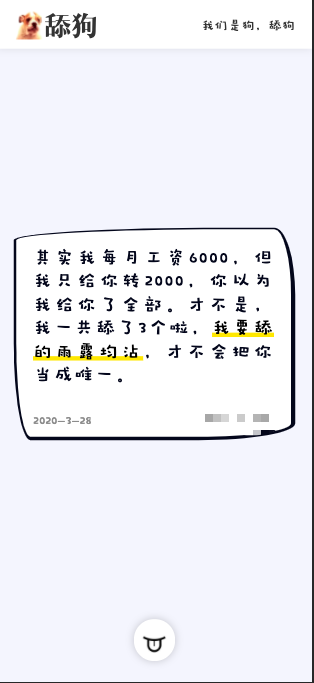 舔狗
我们是狗，舔狗
其实我每月工资6000，但
我只给你转2000，你以为
我给你了全部。才不是，
我一共舔了3个啦，我要舔
的雨露均沾，才不会把你
当成唯一。
2020-3-28